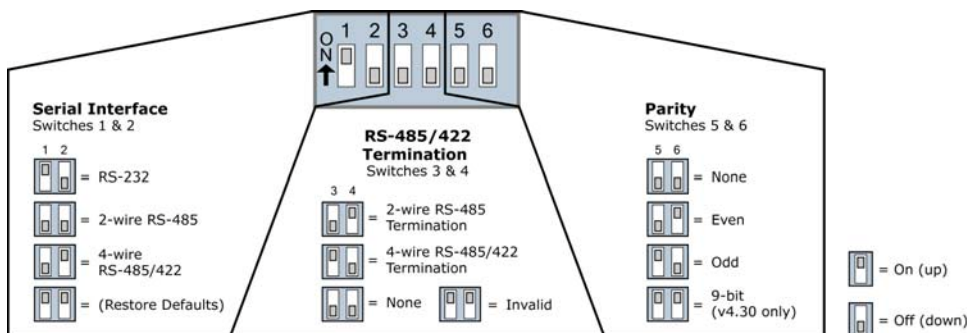 ON
1 2 3 4 5 6
Serial Interface
Switches 1 & 2
1 2
= RS-232
= 2-wire RS-485
= 4-wire
RS-485/422
= (Restore Defaults)
RS-485/422
Termination
Switches 3 & 4
3 4
= 2-wire RS-485
Termination
= 4-wire RS-485/422
Termination
= None
= Invalid
Parity
Switches 5 & 6
5 6
= None
= Even
= Odd
= 9-bit
(v4.30 only)
= On (up)
= Off (down)